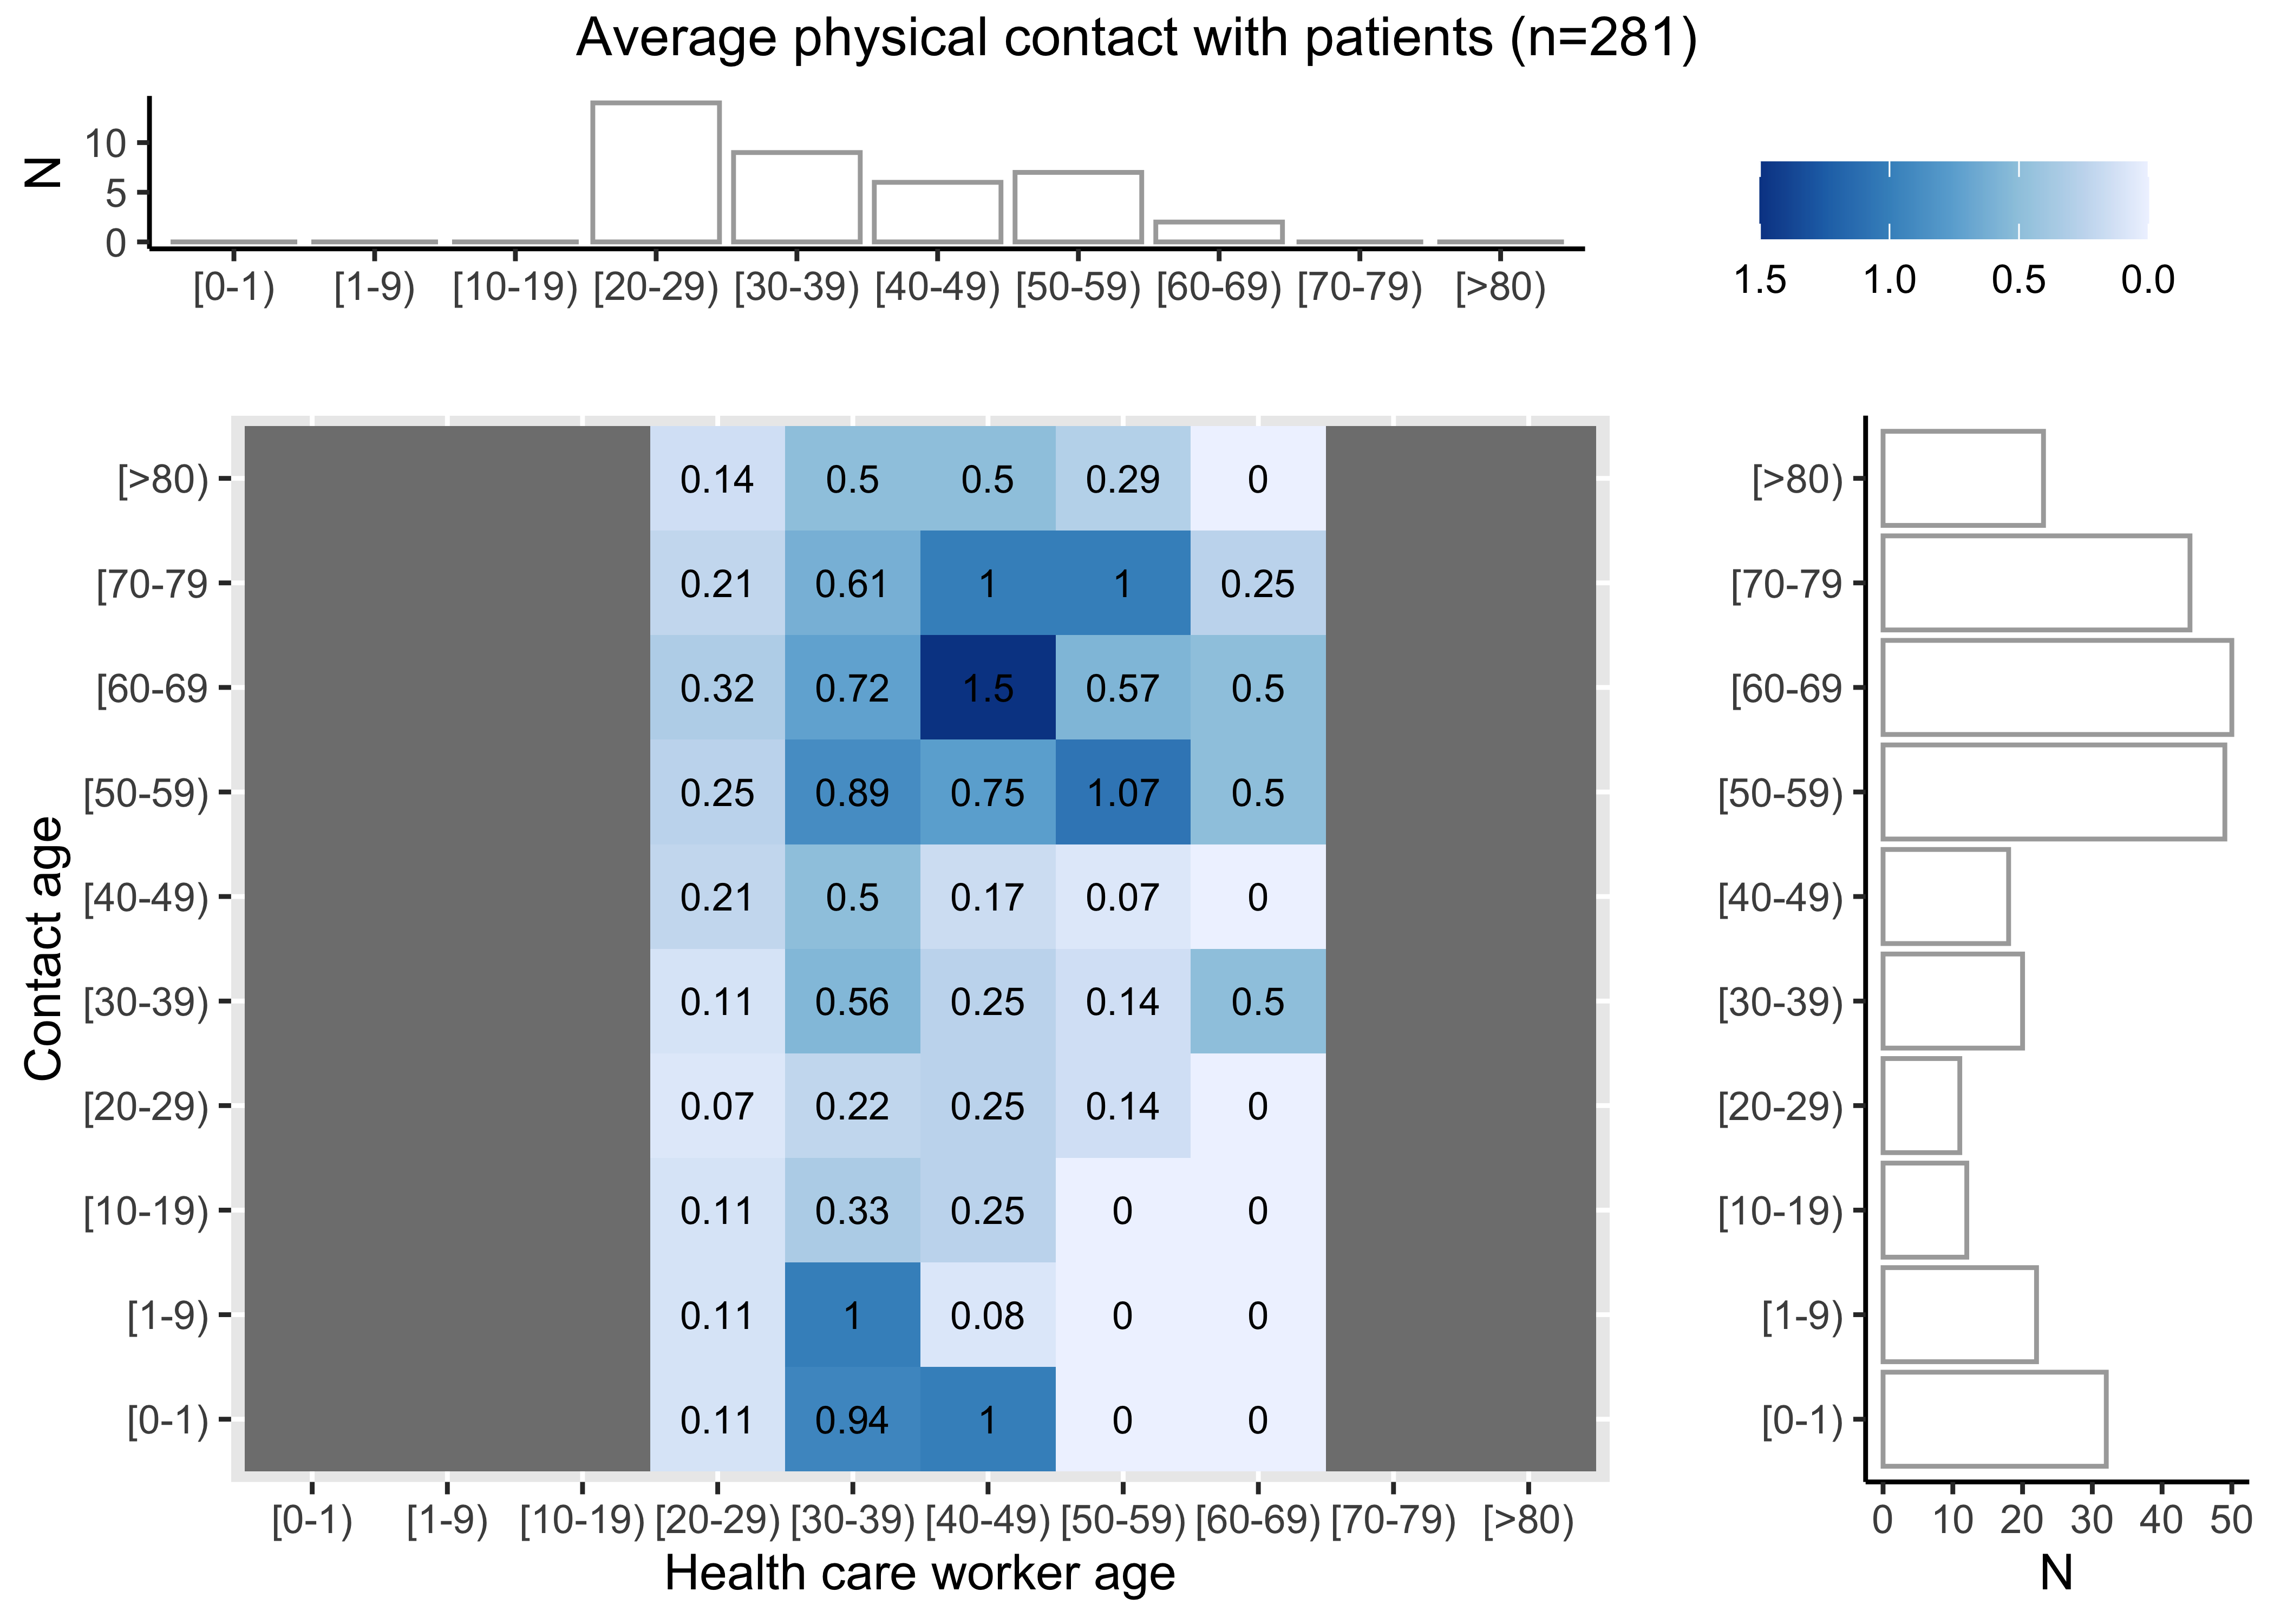 Average physical contact with patients (n=281)
N
10
5
0
[0-1) [1-9) [10-19) [20-29) [30-39) [40-49) [50-59) [60-69) [70-79) [>80)
1.5 1.0 0.5 0.0
Contact age
[>80) 0.14 0.5 0.5 0.29 0
[70-79 0.21 0.61 1 1 0.25
[60-69 0.32 0.72 1.5 0.57 0.5
[50-59) 0.25 0.89 0.75 1.07 0.5
[40-49) 0.21 0.5 0.17 0.07 0
[30-39) 0.11 0.56 0.25 0.14 0.5
[20-29) 0.07 0.22 0.25 0.14 0
[10-19) 0.11 0.33 0.25 0 0
[1-9) 0.11 1 0.08 0 0
[0-1) 0.11 0.94 1 0 0
[0-1) [1-9) [10-19) [20-29) [30-39) [40-49) [50-59) [60-69) [70-79) [>80)
Health care worker age
[>80)
[70-79
[60-69
[50-59)
[40-49)
[30-39)
[20-29)
[10-19)
[1-9)
[0-1)
0 10 20 30 40 50
N